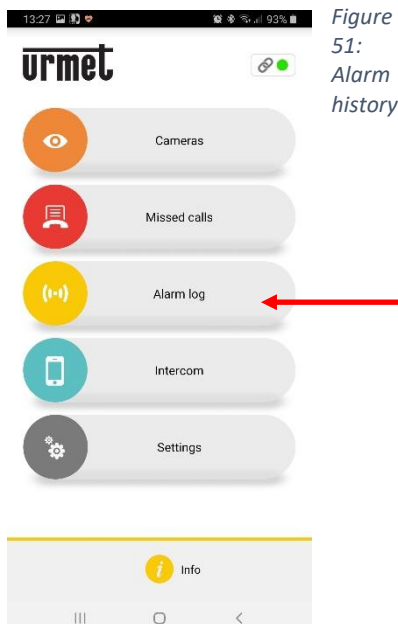 13:27 93%
urmet
Cameras
Missed calls
Alarm log
Intercom
Settings
i Info
Figure
51:
Alarm
history